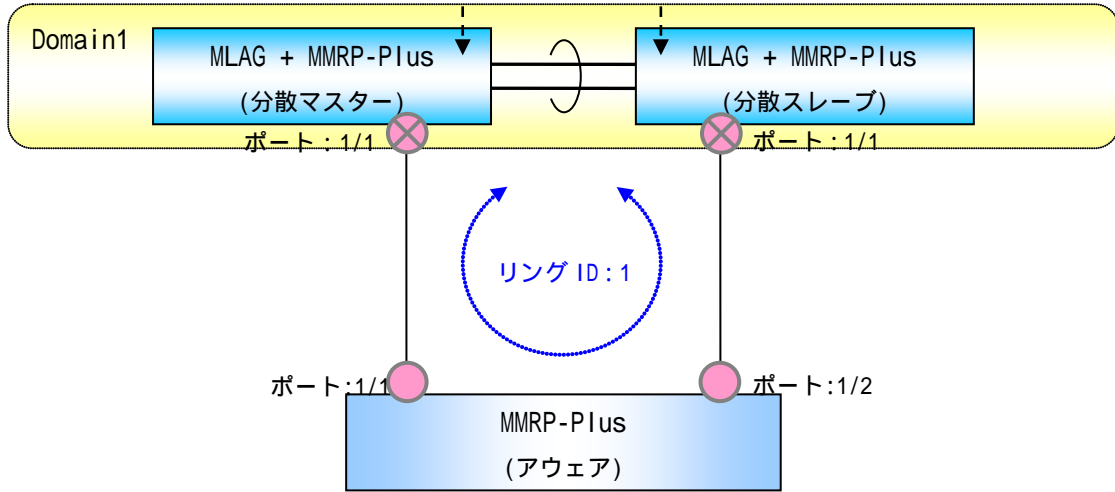 Domain1
MLAG + MMRP-Plus
(分散マスター)
MLAG + MMRP-Plus
(分散スレーブ)
ポート：1/1
ポート：1/1
リング ID：1
ポート:1/1
ポート:1/2
MMRP-Plus
(アウェア)